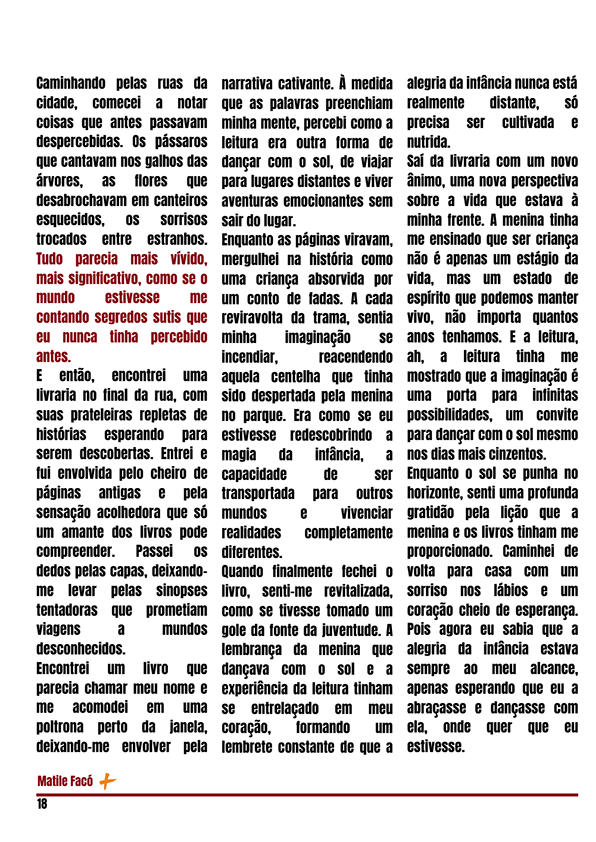 Caminhando pelas ruas da
cidade, comecei a notar
coisas que antes passavam
despercebidas. Os pássaros
que cantavam nos galhos das
árvores, as flores que
desabrochavam em canteiros
esquecidos, os sorrisos
trocados entre estranhos.
Tudo parecia mais vívido,
mais significativo, como se o
mundo estivesse me
contando segredos sutis que
eu nunca tinha percebido
antes.
E então, encontrei uma
livraria no final da rua, com
suas prateleiras repletas de
histórias esperando para
serem descobertas. Entrei e
fui envolvida pelo cheiro de
páginas antigas e pela
sensação acolhedora que só
um amante dos livros pode
compreender. Passei os
dedos pelas capas, deixando-
me levar pelas sinopses
tentadoras que prometiam
viagens a mundos
desconhecidos.
Encontrei um livro que
parecia chamar meu nome e
me acomodei em uma
poltrona perto da janela,
deixando-me envolver pela
narrativa cativante. À medida
que as palavras preenchiam
minha mente, percebi como a
leitura era outra forma de
dançar com o sol, de viajar
para lugares distantes e viver
aventuras emocionantes sem
sair do lugar.
Enquanto as páginas viravam,
mergulhei na história como
uma criança absorvida por
um conto de fadas. A cada
reviravolta da trama, sentia
minha imaginação se
incendiar, reacendendo
aquela centelha que tinha
sido despertada pela menina
no parque. Era como se eu
estivesse redescobrindo a
magia da infância, a
capacidade de ser
transportada para outros
mundos e vivenciar
realidades completamente
diferentes.
Quando finalmente fechei o
livro, senti-me revitalizada,
como se tivesse tomado um
gole da fonte da juventude. A
lembrança da menina que
dançava com o sol e a
experiência da leitura tinham
se entrelaçado em meu
coração, formando um
lembrete constante de que a
alegria da infância nunca está
realmente distante, só
precisa ser cultivada e
nutrida.
Saí da livraria com um novo
ânimo, uma nova perspectiva
sobre a vida que estava à
minha frente. A menina tinha
me ensinado que ser criança
não é apenas um estágio da
vida, mas um estado de
espírito que podemos manter
vivo, não importa quantos
anos tenhamos. E a leitura,
ah, a leitura tinha me
mostrado que a imaginação é
uma porta para infinitas
possibilidades, um convite
para dançar com o sol mesmo
nos dias mais cinzentos.
Enquanto o sol se punha no
horizonte, senti uma profunda
gratidão pela lição que a
menina e os livros tinham me
proporcionado. Caminhei de
volta para casa com um
sorriso nos lábios e um
coração cheio de esperança.
Pois agora eu sabia que a
alegria da infância estava
sempre ao meu alcance,
apenas esperando que eu a
abraçasse e dançasse com
ela, onde quer que eu
estivesse.
Matile Facó
18